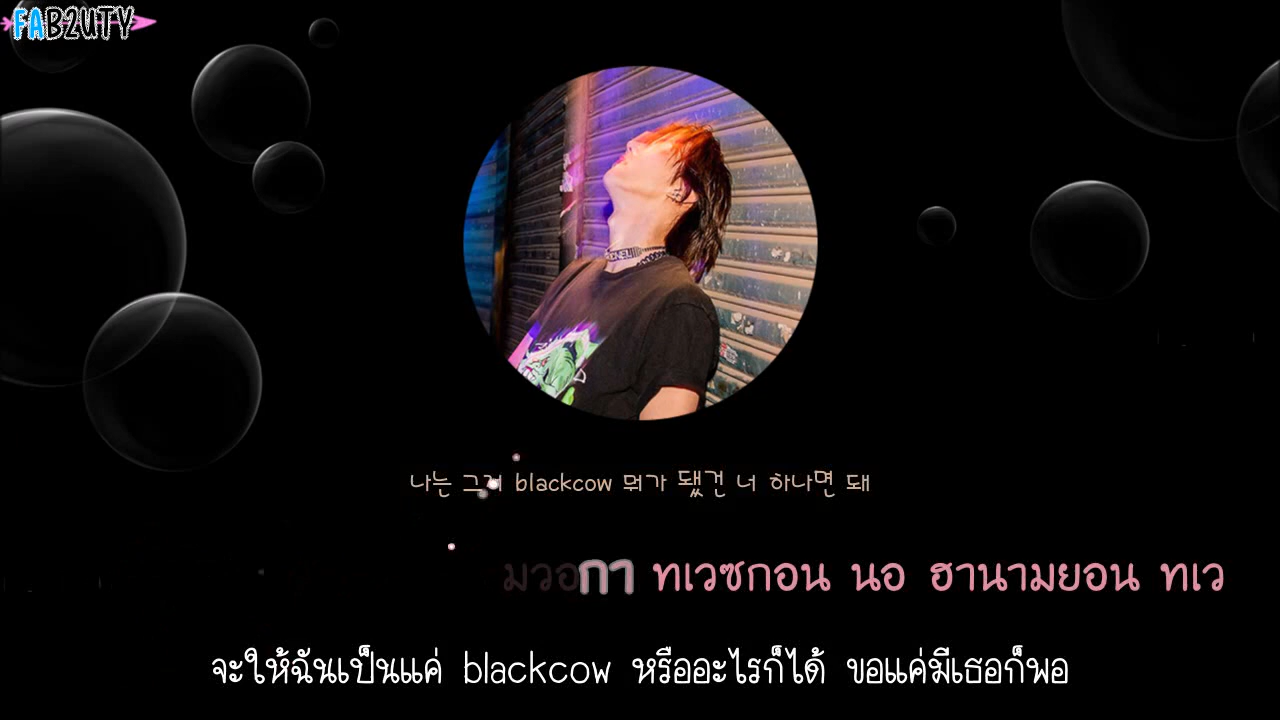 FAB2UTY
나는 그저 blackcow 뭐가 됐건 너 하나면 돼
มวอกา ทเวซกอน นอ ฮานามยอน ทเว
จะให้ฉันเป็นแค่ blackcow หรืออะไรก็ได้ ขอแค่มีเธอก็พอ